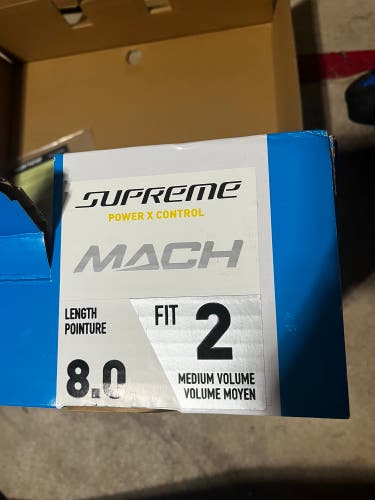 SUPREME
POWER X CONTROL
MACH
LENGTH
POINTURE
8.0
FIT 2
MEDIUM VOLUME
VOLUME MOYEN